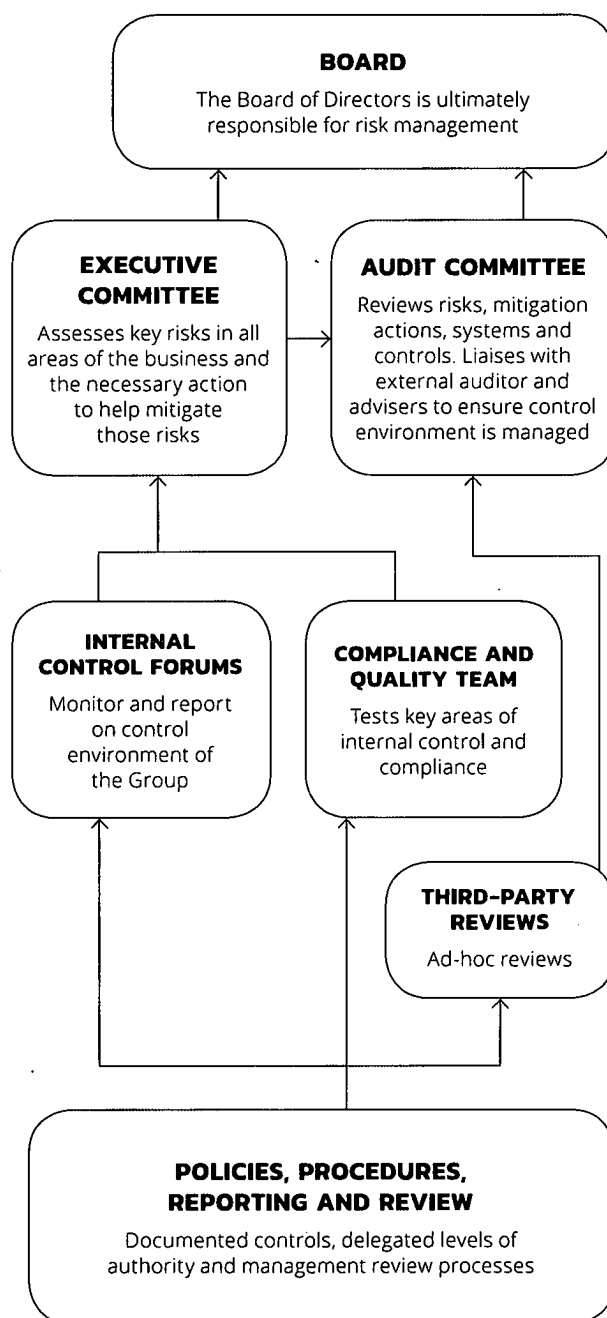 BOARD
The Board of Directors is ultimately
responsible for risk management
EXECUTIVE
COMMITTEE
Assesses key risks in all
areas of the business and
the necessary action
to help mitigate
those risks
AUDIT COMMITTEE
Reviews risks, mitigation
actions, systems and
controls. Liaises with
external auditor and
advisers to ensure control
environment is managed
INTERNAL
CONTROL FORUMS
Monitor and report
on control
environment of
the Group
COMPLIANCE AND
QUALITY TEAM
Tests key areas of
internal control and
compliance
THIRD-PARTY
REVIEWS
Ad-hoc reviews
POLICIES, PROCEDURES,
REPORTING AND REVIEW
Documented controls, delegated levels of
authority and management review processes